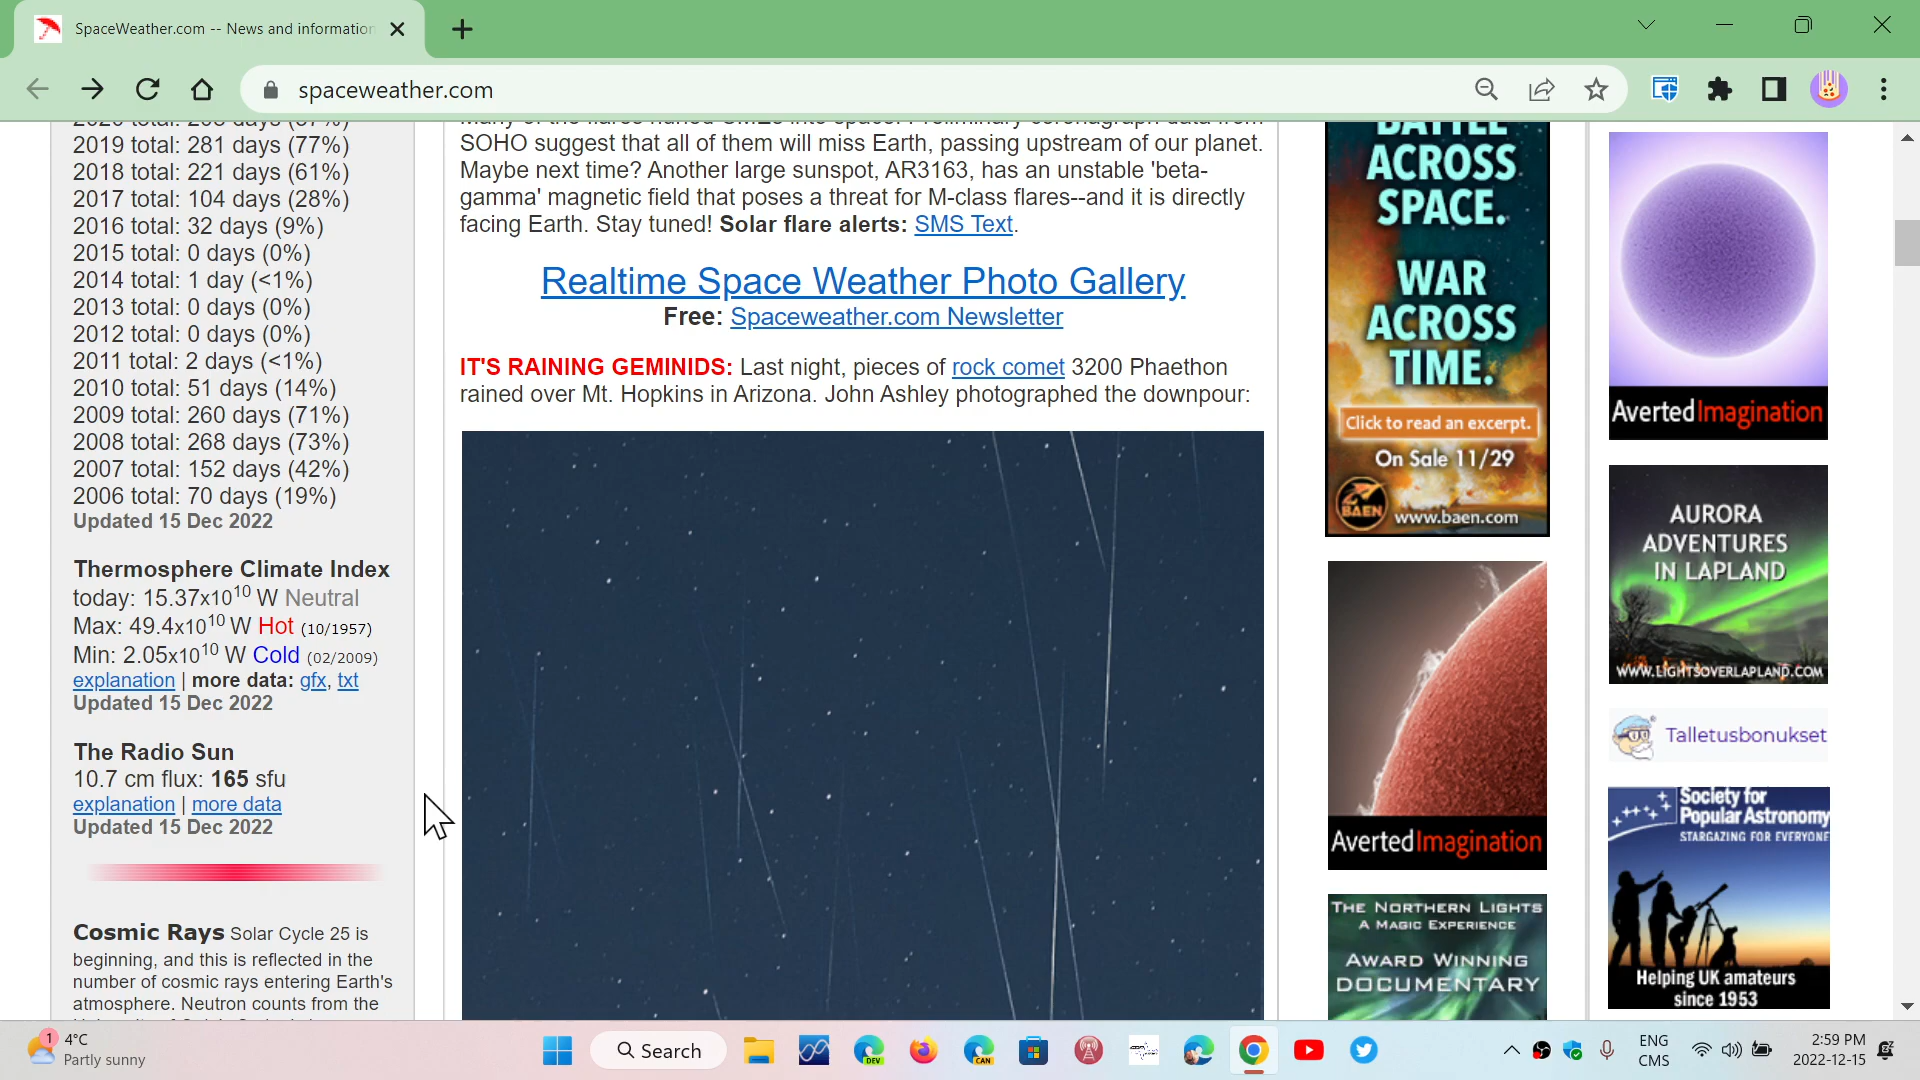 SpaceWeather.com -- News and information
spaceweather.com
2019 total: 281 days (77%)
2018 total: 221 days (61%)
2017 total: 104 days (28%)
2016 total: 32 days (9%)
2015 total: 0 days (0%)
2014 total: 1 day (<1%)
2013 total: 0 days (0%)
2012 total: 0 days (0%)
2011 total: 2 days (<1%)
2010 total: 51 days (14%)
2009 total: 260 days (71%)
2008 total: 268 days (73%)
2007 total: 152 days (42%)
2006 total: 70 days (19%)
Updated 15 Dec 2022
Thermosphere Climate Index
today: 15.37x10¹⁰ W Neutral
Max: 49.4x10¹⁰ W Hot (10/1957)
Min: 2.05x10¹⁰ W Cold (02/2009)
explanation | more data: gfx, txt
Updated 15 Dec 2022
The Radio Sun
10.7 cm flux: 165 sfu
explanation | more data
Updated 15 Dec 2022
Cosmic Rays Solar Cycle 25 is
beginning, and this is reflected in the
number of cosmic rays entering Earth's
atmosphere. Neutron counts from the
SOHO suggest that all of them will miss Earth, passing upstream of our planet.
Maybe next time? Another large sunspot, AR3163, has an unstable 'beta-
gamma' magnetic field that poses a threat for M-class flares--and it is directly
facing Earth. Stay tuned! Solar flare alerts: SMS Text.
Realtime Space Weather Photo Gallery
Free: Spaceweather.com Newsletter
IT'S RAINING GEMINIDS: Last night, pieces of rock comet 3200 Phaethon
rained over Mt. Hopkins in Arizona. John Ashley photographed the downpour:
BATTLE
ACROSS
SPACE.
WAR
ACROSS
TIME.
Click to read an excerpt.
On Sale 11/29
BAEN
www.baen.com
AvertedImagination
THE NORTHERN LIGHTS
A MAGIC EXPERIENCE
AWARD WINNING
DOCUMENTARY
AvertedImagination
AURORA
ADVENTURES
IN LAPLAND
WWW.LIGHTSOVERLAPLAND.COM
Talletusbonukset
Society for
Popular Astronomy
STARGAZING FOR EVERYONE
Helping UK amateurs
since 1953
1
4°C
Partly sunny
Search
DEV
CAN
ENG
CMS
2:59 PM
2022-12-15